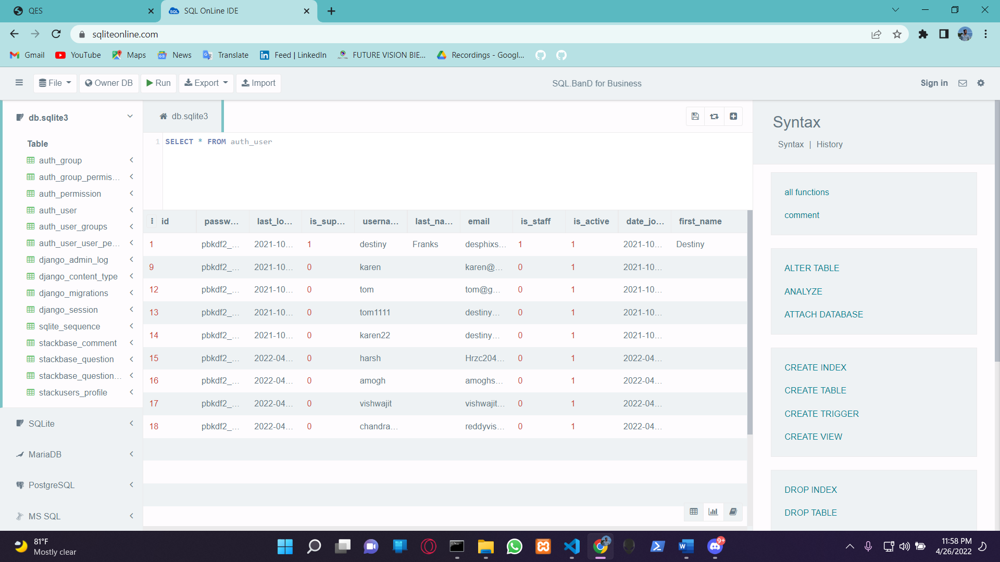 QES
SQL OnLine IDE
sqliteonline.com
Gmail
YouTube
Maps
News
Translate
Feed | LinkedIn
FUTURE VISION BIE...
Recordings - Googl...
File
Owner DB
Run
Export
Import
SQL.BanD for Business
Sign in
db.sqlite3
Table
auth_group
auth_group_permis...
auth_permission
auth_user
auth_user_groups
auth_user_user_pe...
django_admin_log
django_content_type
django_migrations
django_session
sqlite_sequence
stackbase_comment
stackbase_question
stackbase_question...
stackusers_profile
SQLite
MariaDB
PostgreSQL
MS SQL
db.sqlite3
1 SELECT * FROM auth_user
id passw... last_lo... is_sup... userna... last_na... email is_staff is_active date_jo... first_name
1 pbkdf2_... 2021-10... 1 destiny Franks desphixs... 1 1 2021-10... Destiny
9 pbkdf2_... 2021-10... 0 karen karen@... 0 1 2021-10...
12 pbkdf2_... 2021-10... 0 tom tom@g... 0 1 2021-10...
13 pbkdf2_... 2021-10... 0 tom1111 destiny... 0 1 2021-10...
14 pbkdf2_... 2021-10... 0 karen22 destiny... 0 1 2021-10...
15 pbkdf2_... 2022-04... 0 harsh Hrzc204... 0 1 2022-04...
16 pbkdf2_... 2022-04... 0 amogh amoghs... 0 1 2022-04...
17 pbkdf2_... 2022-04... 0 vishwajit vishwajit... 0 1 2022-04...
18 pbkdf2_... 2022-04... 0 chandra... reddyvis... 0 1 2022-04...
Syntax
Syntax | History
all functions
comment
ALTER TABLE
ANALYZE
ATTACH DATABASE
CREATE INDEX
CREATE TABLE
CREATE TRIGGER
CREATE VIEW
DROP INDEX
DROP TABLE
81°F
Mostly clear
9+
11:58 PM
4/26/2022